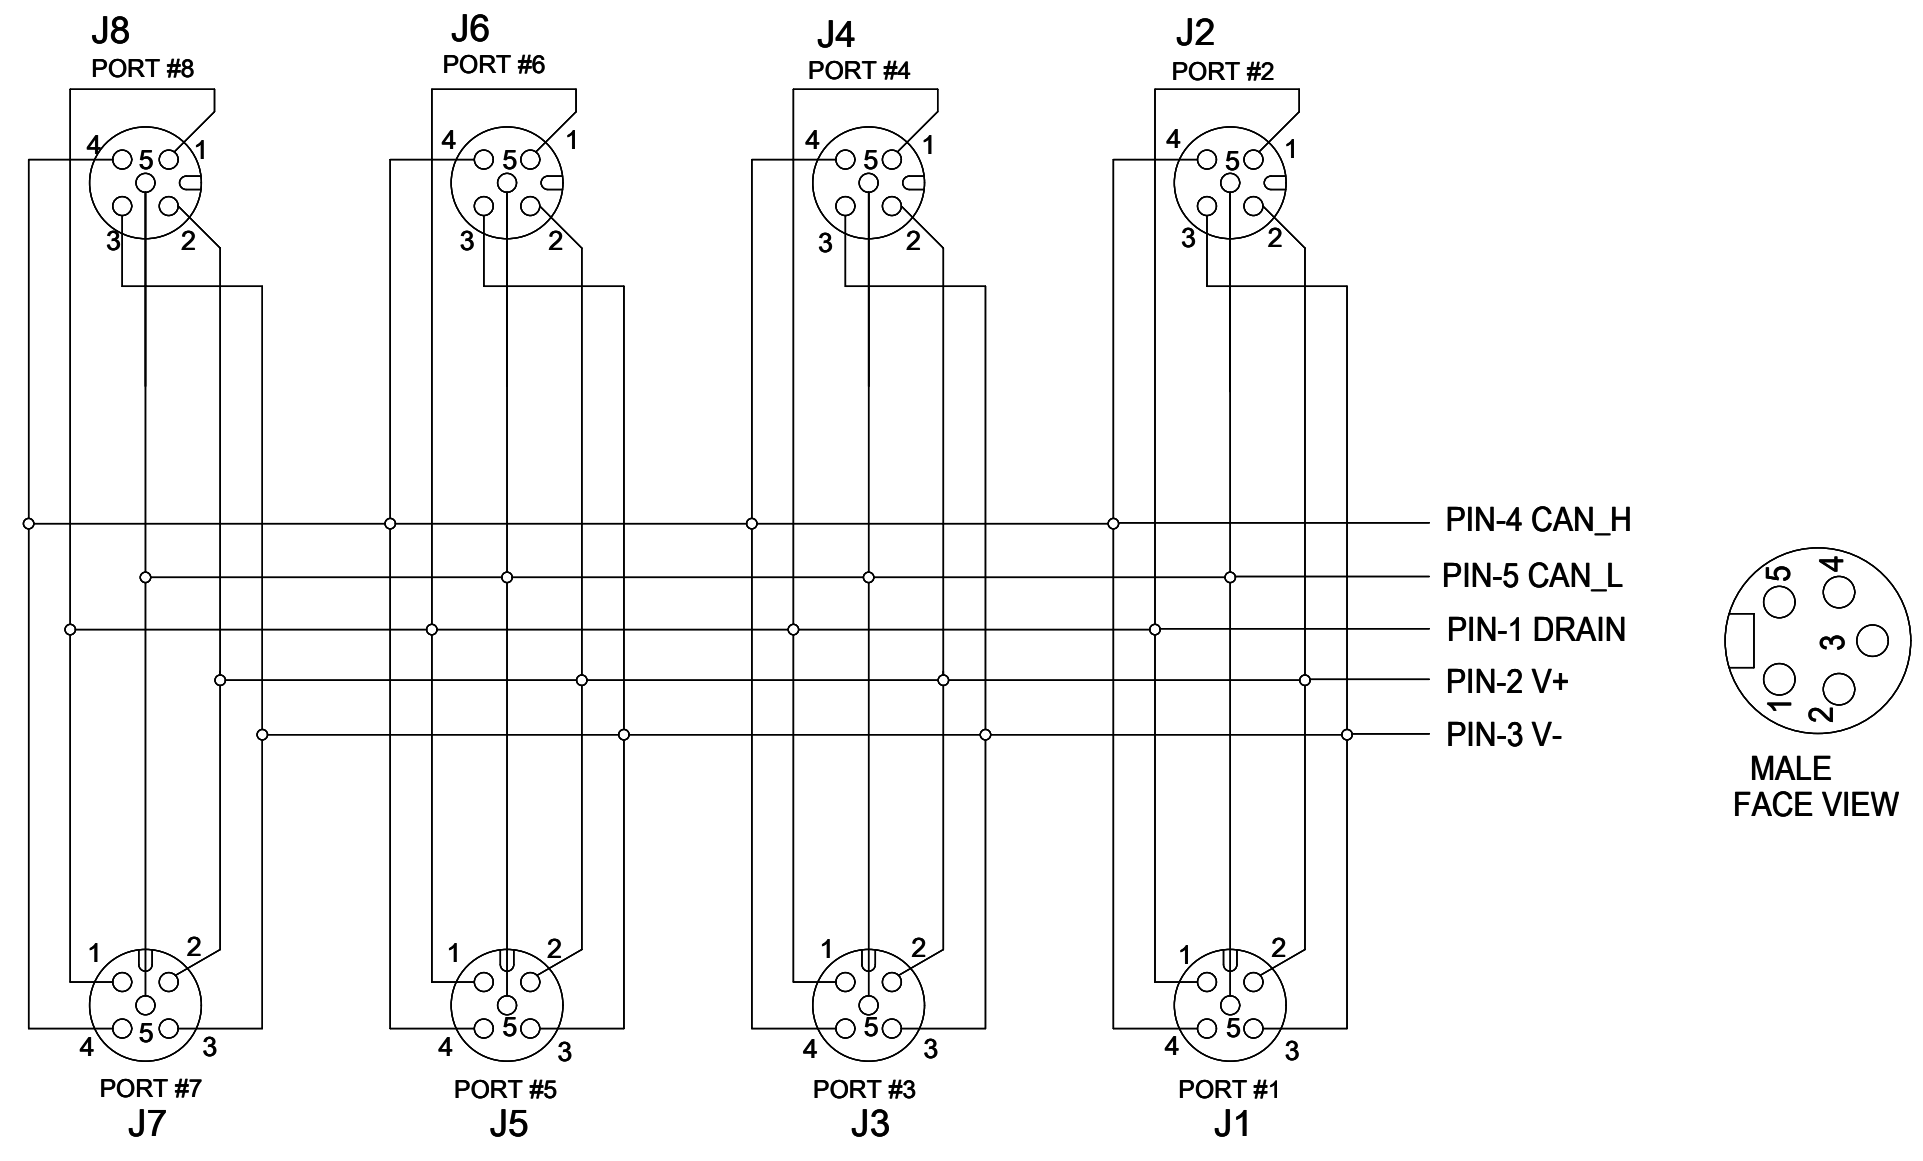 J8
PORT #8
4
5
1
3
2
J6
PORT #6
4
5
1
3
2
J4
PORT #4
4
5
1
3
2
J2
PORT #2
4
5
1
3
2
PIN-4 CAN_H
PIN-5 CAN_L
PIN-1 DRAIN
PIN-2 V+
PIN-3 V-
5
4
3
1
2
MALE
FACE VIEW
1
2
5
4
3
PORT #7
J7
1
2
5
4
3
PORT #5
J5
1
2
5
4
3
PORT #3
J3
1
2
5
4
3
PORT #1
J1